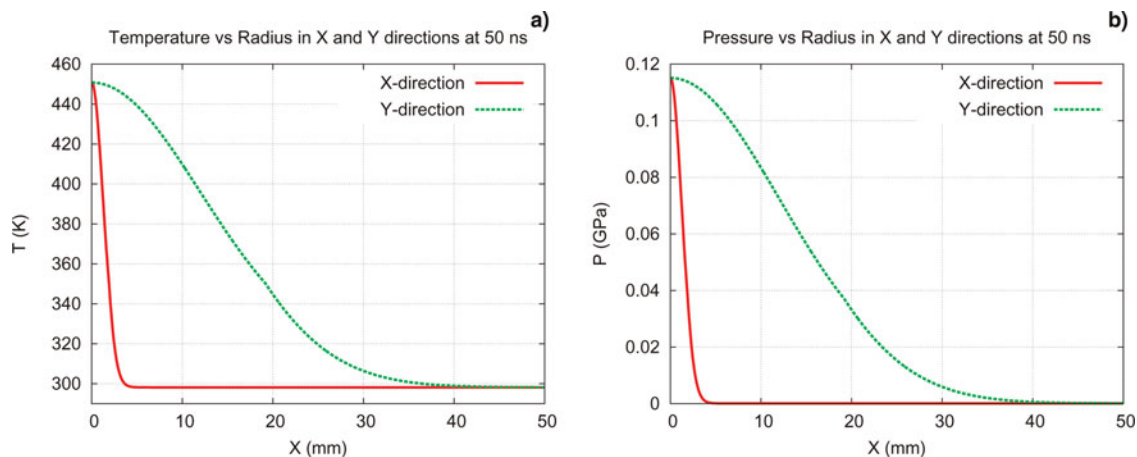 a)
Temperature vs Radius in X and Y directions at 50 ns
460
440
420
400
380
360
340
320
300
T (K)
X-direction
Y-direction
0 10 20 30 40 50
X (mm)
b)
Pressure vs Radius in X and Y directions at 50 ns
0.12
0.1
0.08
0.06
0.04
0.02
0
P (GPa)
X-direction
Y-direction
0 10 20 30 40 50
X (mm)